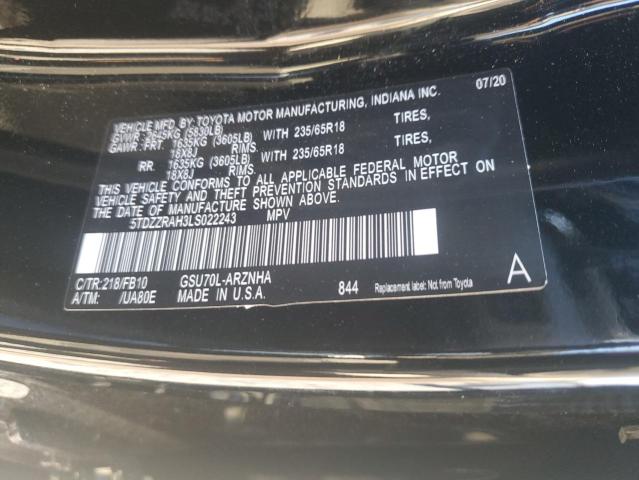 VEHICLE MFD BY: TOYOTA MOTOR MANUFACTURING, INDIANA INC. 07/20
GVWR: 2645KG (5830LB)
GAWR: FRT. 1635KG (3605LB) WITH 235/65R18 TIRES,
18X8J RIMS.
RR. 1635KG (3605LB) WITH 235/65R18 TIRES,
18X8J RIMS.
THIS VEHICLE CONFORMS TO ALL APPLICABLE FEDERAL MOTOR
VEHICLE SAFETY AND THEFT PREVENTION STANDARDS IN EFFECT ON
THE DATE OF MANUFACTURE SHOWN ABOVE.
5TDZZRAH3LS022243 MPV
C/TR:218/FB10 GSU70L-ARZNHA
A/TM: /UA80E MADE IN U.S.A. 844 Replacement label: Not from Toyota A